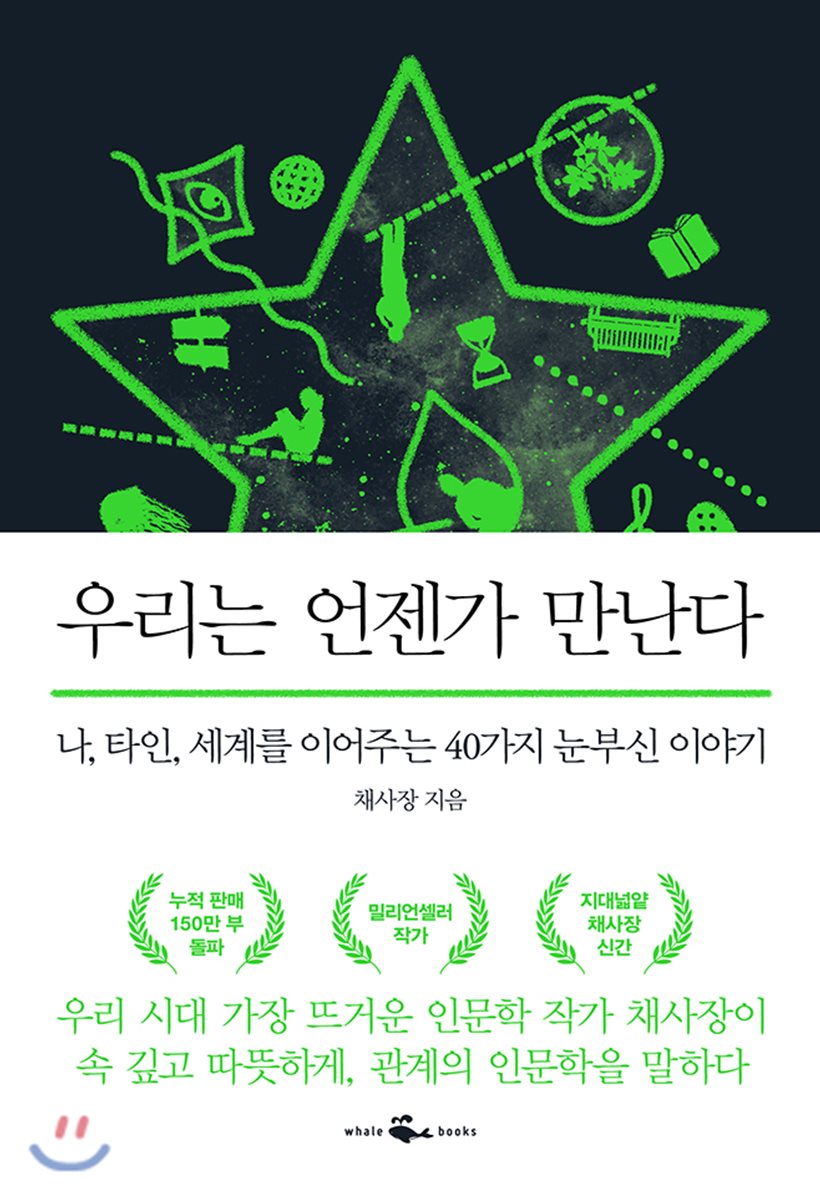 우리는 언젠가 만난다
나, 타인, 세계를 이어주는 40가지 눈부신 이야기
채사장 지음
누적 판매
150만 부
돌파
밀리언셀러
작가
지대넓얕
채사장
신간
우리 시대 가장 뜨거운 인문학 작가 채사장이
속 깊고 따뜻하게, 관계의 인문학을 말하다
whale books